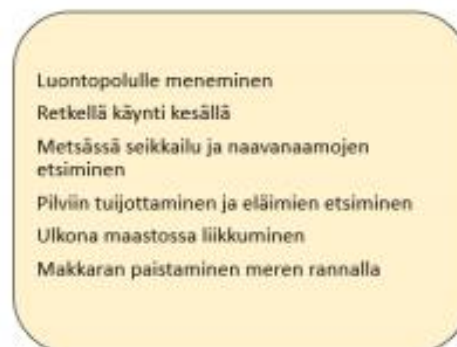 Luontopolulle meneminen
Retkellä käynti kesällä
Metsässä seikkailu ja naavanaamojen
etsiminen
Pilviin tuijottaminen ja eläimien etsiminen
Ulkona maastossa liikkuminen
Makkaran paistaminen meren rannalla